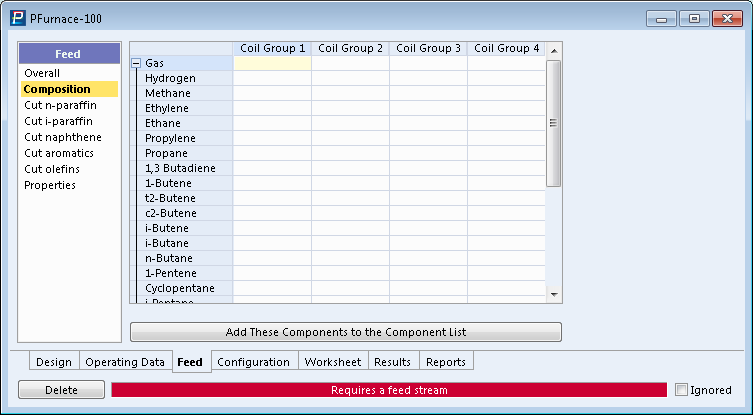 PFurnace-100
Feed
Overall
Composition
Cut n-paraffin
Cut i-paraffin
Cut naphthene
Cut aromatics
Cut olefins
Properties
Coil Group 1 Coil Group 2 Coil Group 3 Coil Group 4
Gas
Hydrogen
Methane
Ethylene
Ethane
Propylene
Propane
1,3 Butadiene
1-Butene
t2-Butene
c2-Butene
i-Butene
i-Butane
n-Butane
1-Pentene
Cyclopentane
i-Pentane
Add These Components to the Component List
Design Operating Data Feed Configuration Worksheet Results Reports
Delete Requires a feed stream Ignored